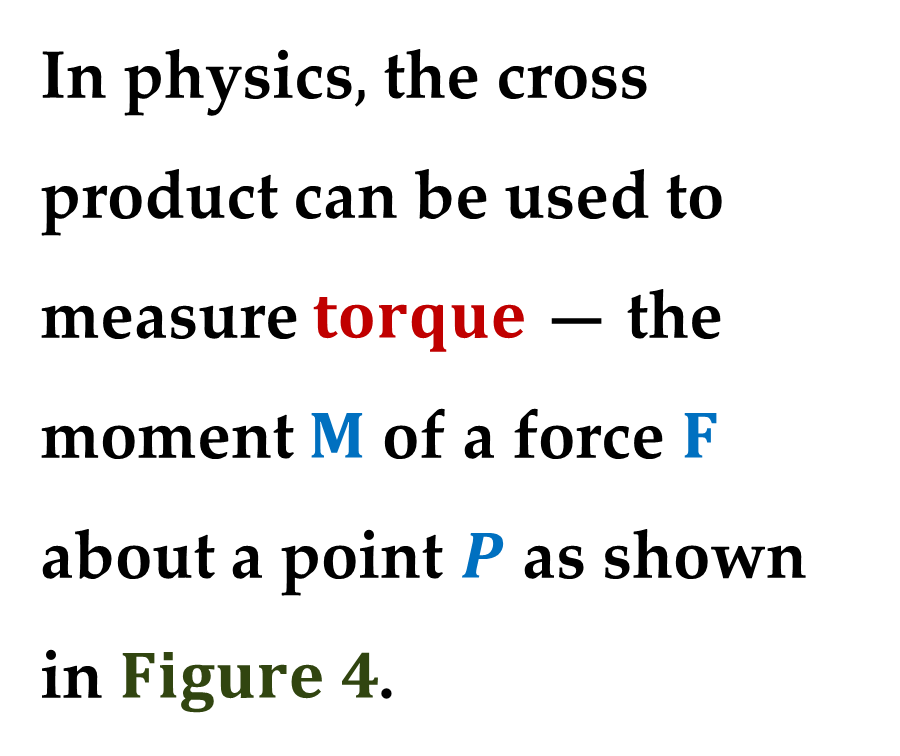 In physics, the cross
product can be used to
measure torque — the
moment M of a force F
about a point P as shown
in Figure 4.